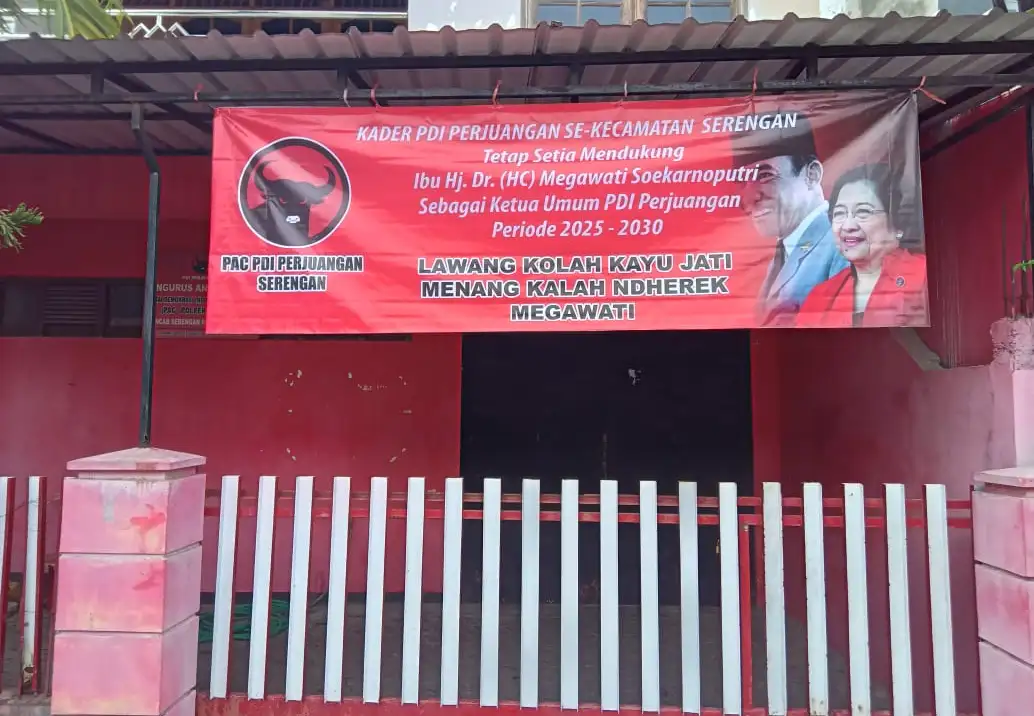 KADER PDI PERJUANGAN SE-KECAMATAN SERENGAN
Tetap Setia Mendukung
Ibu Hj. Dr. (HC) Megawati Soekarnoputri
Sebagai Ketua Umum PDI Perjuangan
Periode 2025 - 2030
PAC PDI PERJUANGAN
SERENGAN
LAWANG KOLAH KAYU JATI
MENANG KALAH NDHEREK
MEGAWATI